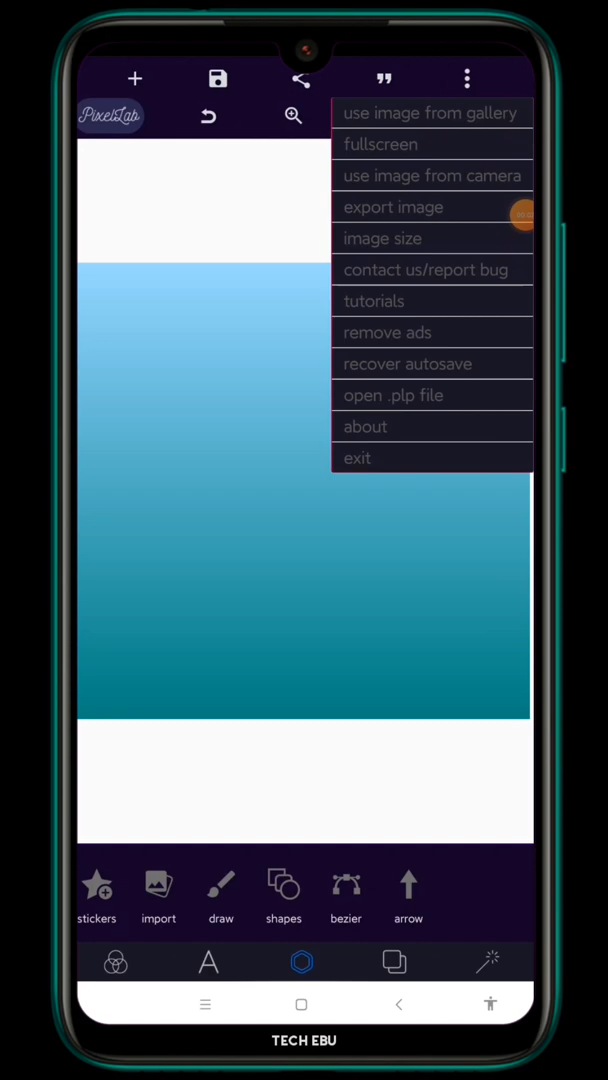 PixelLab
use image from gallery
fullscreen
use image from camera
export image
image size
contact us/report bug
tutorials
remove ads
recover autosave
open .plp file
about
exit
stickers
import
draw
shapes
bezier
arrow
TECH EBU